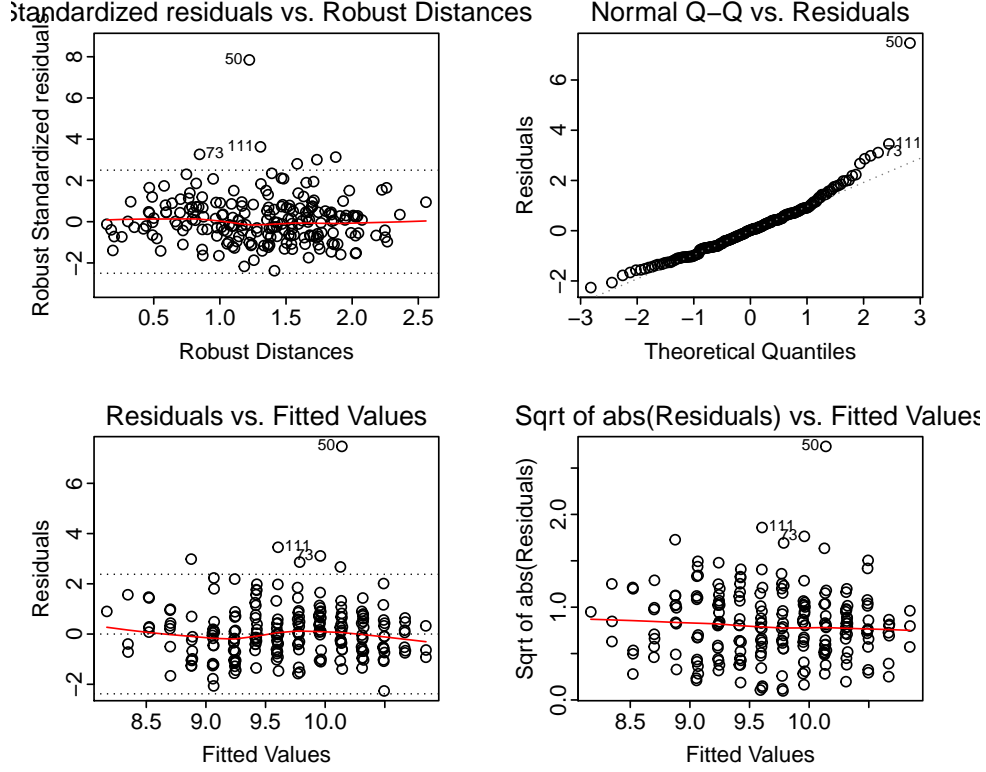 Standardized residuals vs. Robust Distances
Robust Standardized residuals
8
6
4
2
0
−2
50
73
111
0.5 1.0 1.5 2.0 2.5
Robust Distances
Normal Q−Q vs. Residuals
Residuals
6
4
2
0
−2
50
111
73
−3 −2 −1 0 1 2 3
Theoretical Quantiles
Residuals vs. Fitted Values
Residuals
6
4
2
0
−2
50
111
73
8.5 9.0 9.5 10.0
Fitted Values
Sqrt of abs(Residuals) vs. Fitted Values
Sqrt of abs(Residuals)
2.0
1.0
0.0
50
111
73
8.5 9.0 9.5 10.0
Fitted Values